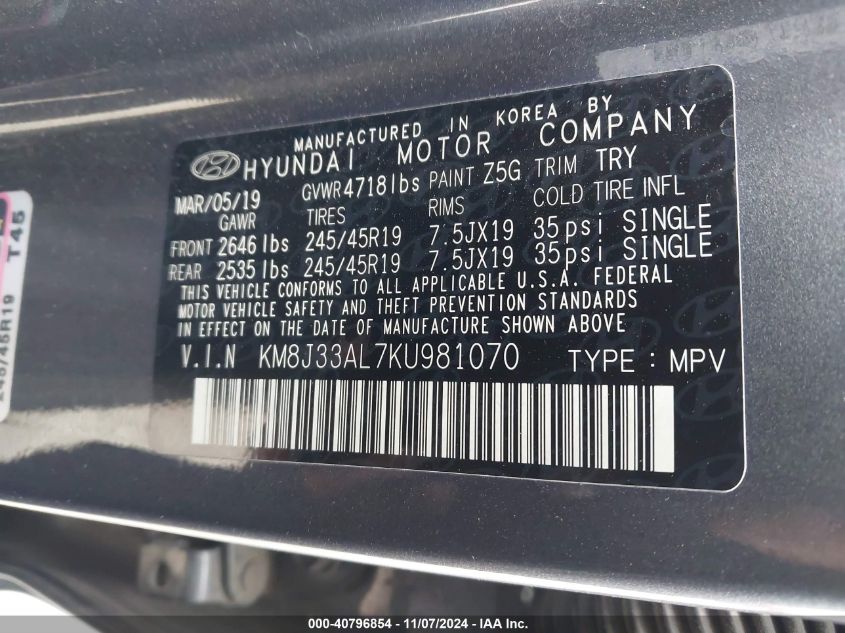 MANUFACTURED IN KOREA BY
HYUNDAI MOTOR COMPANY
MAR/05/19 GVWR 4718lbs PAINT Z5G TRIM TRY
GAWR TIRES RIMS COLD TIRE INFL
FRONT 2646 lbs 245/45R19 7.5JX19 35psi SINGLE
REAR 2535 lbs 245/45R19 7.5JX19 35psi SINGLE
THIS VEHICLE CONFORMS TO ALL APPLICABLE U.S.A. FEDERAL
MOTOR VEHICLE SAFETY AND THEFT PREVENTION STANDARDS
IN EFFECT ON THE DATE OF MANUFACTURE SHOWN ABOVE
V.I.N KM8J33AL7KU981070 TYPE : MPV
T45
245/45R19
000-40796854 - 11/07/2024 - IAA Inc.